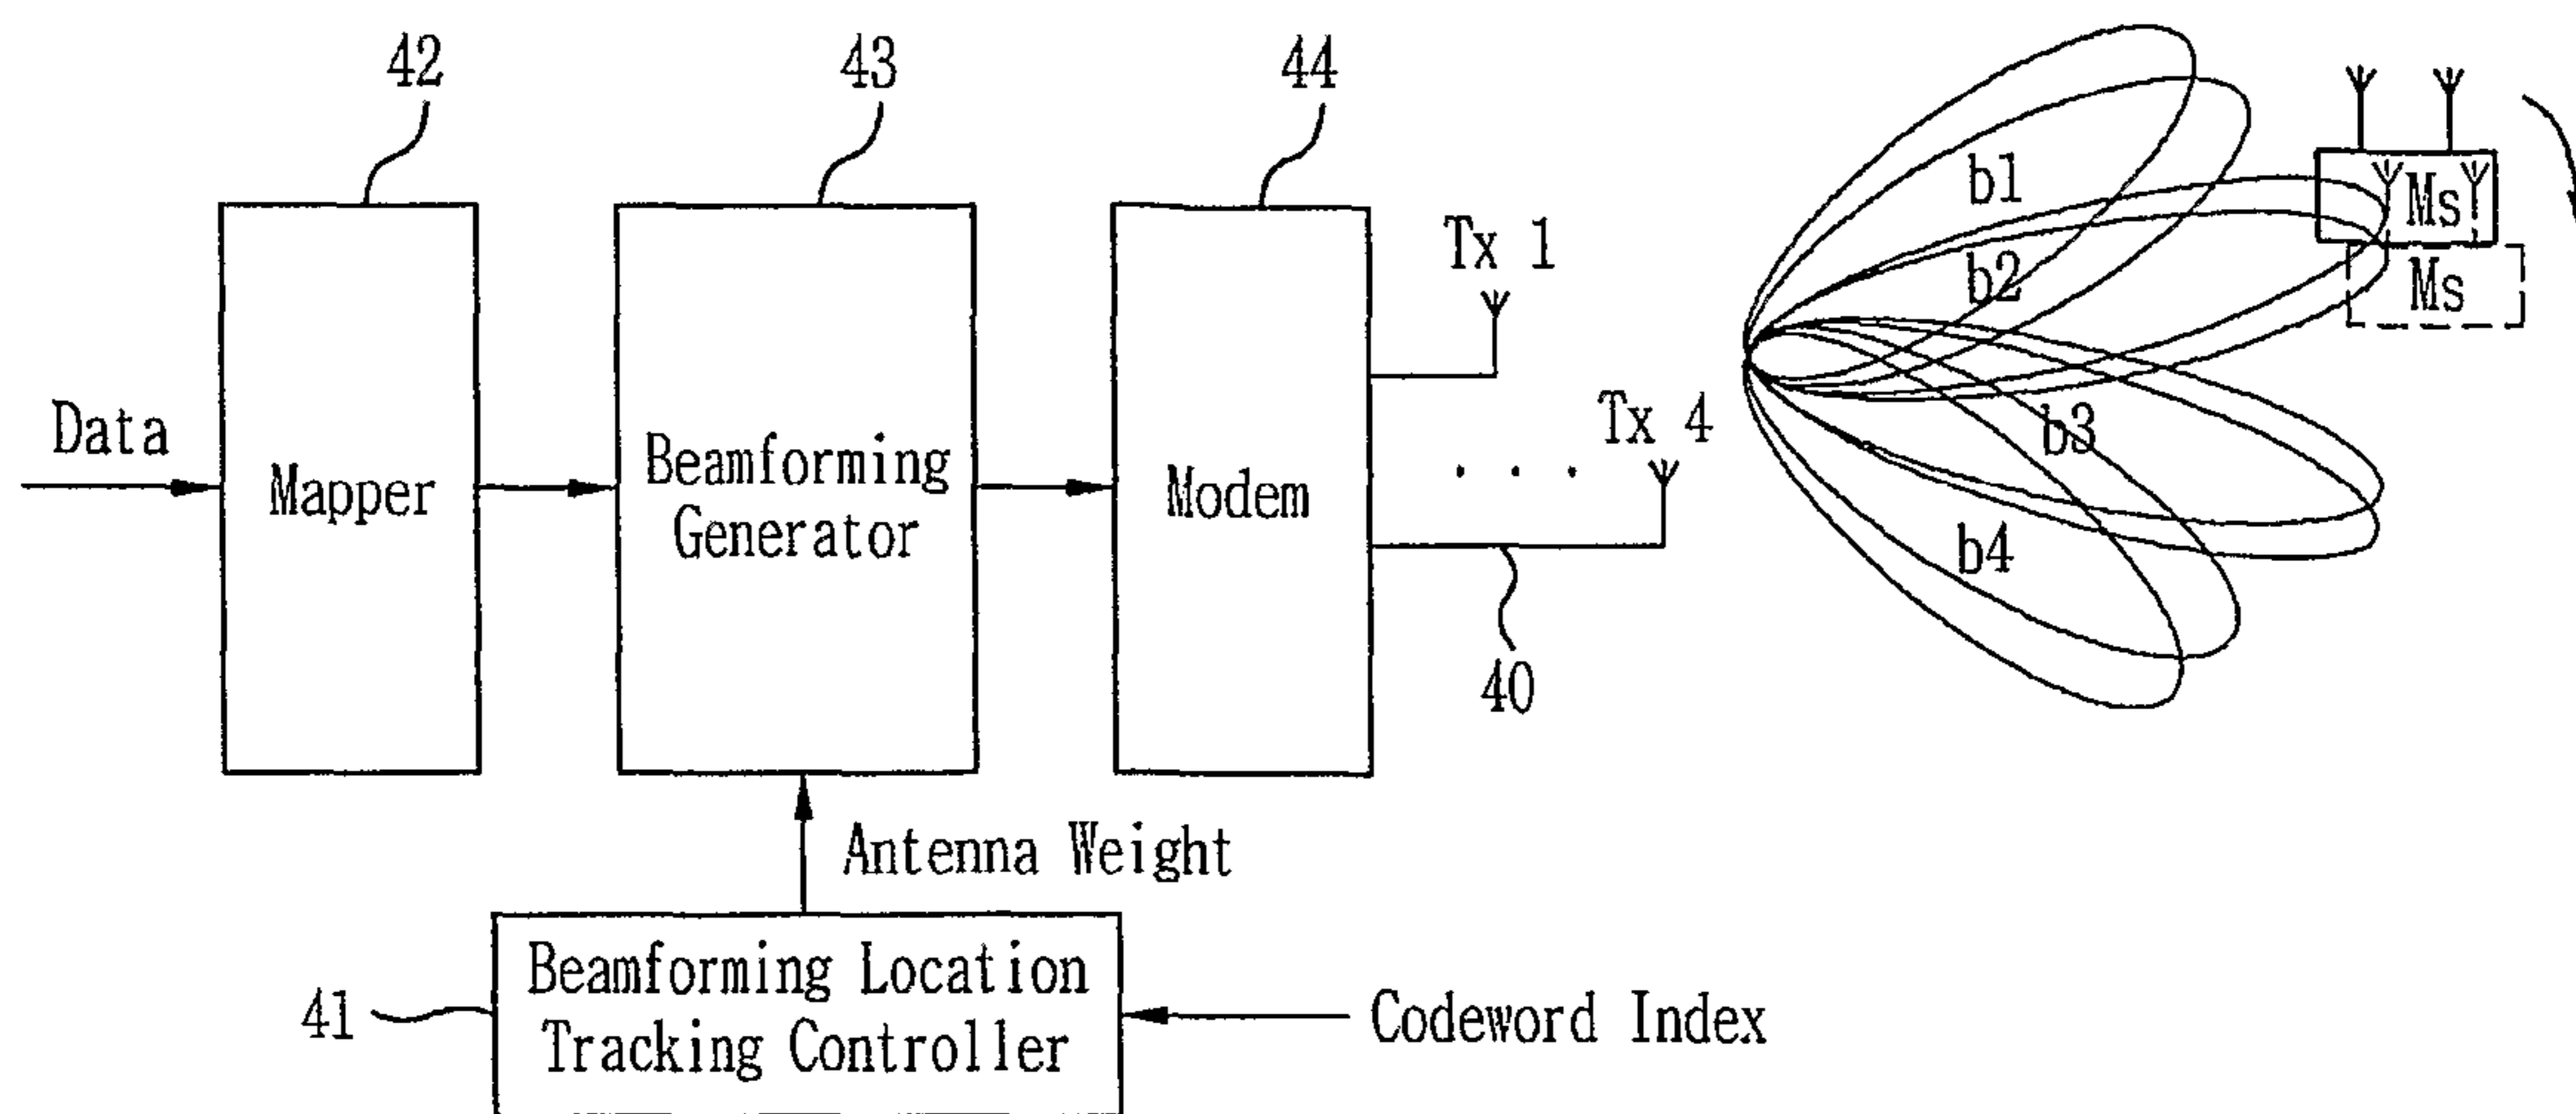 42
43
44
b1
Ms
Tx 1
b2
Ms
Data
Mapper
Beamforming
Generator
Modem
. . .
Tx 4
b3
b4
40
Antenna Weight
41
Beamforming Location
Tracking Controller
Codeword Index